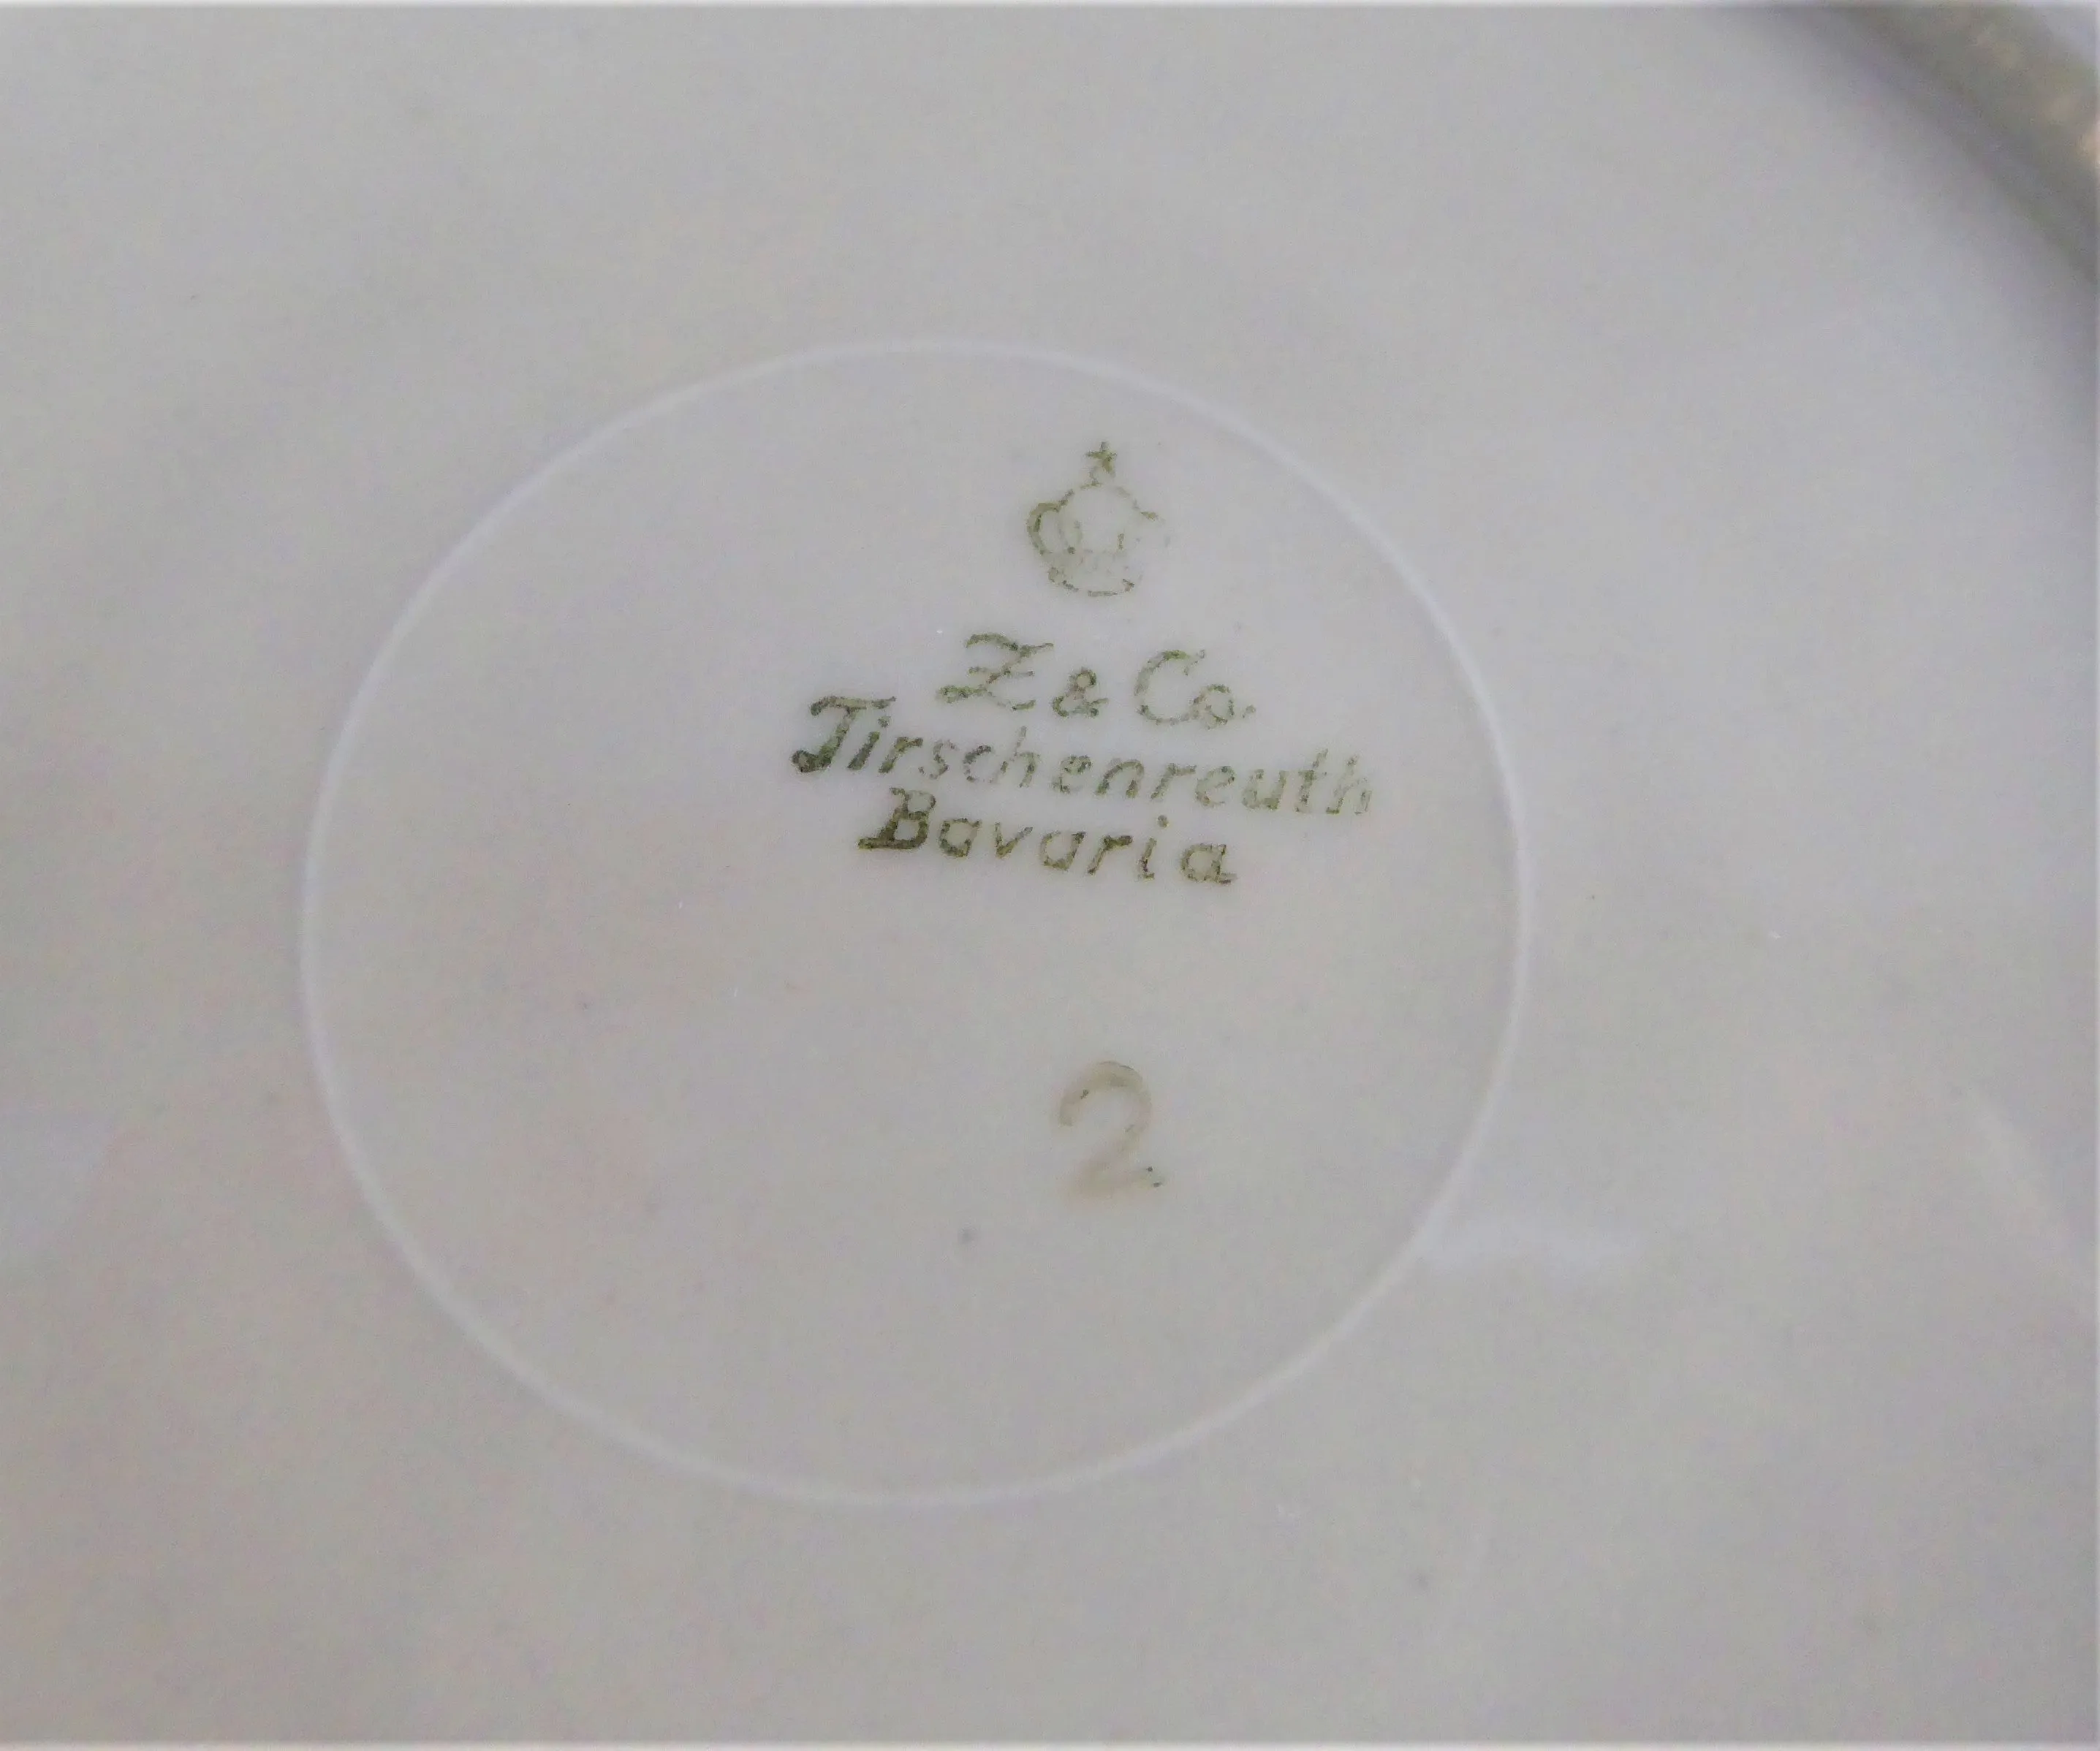 Z & Co.
Tirschenreuth
Bavaria
2